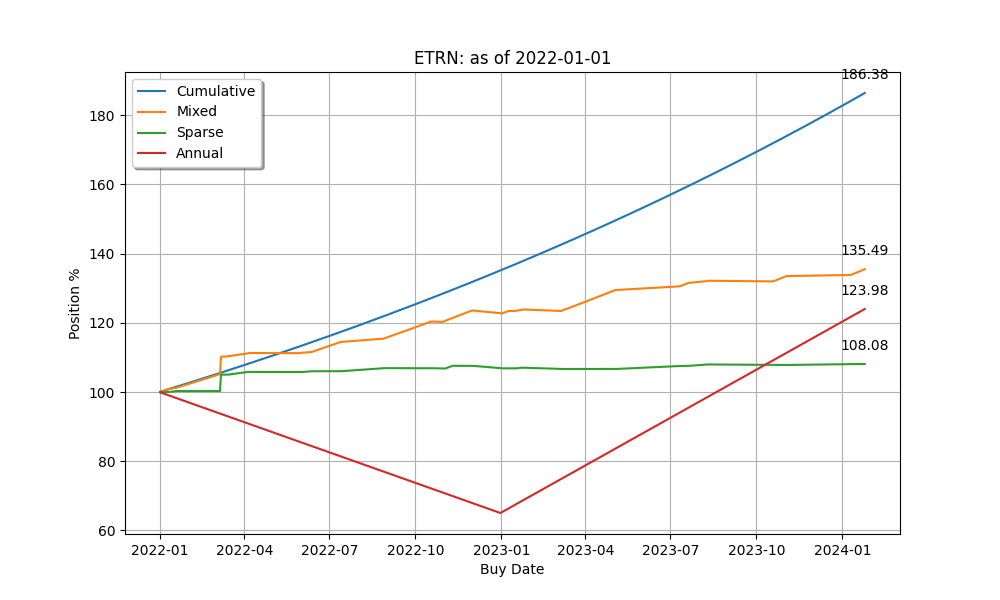 ETRN: as of 2022-01-01
186.38
Cumulative
Mixed
Sparse
Annual
135.49
123.98
108.08
180
160
140
120
100
80
60
Position %
2022-01 2022-04 2022-07 2022-10 2023-01 2023-04 2023-07 2023-10 2024-01
Buy Date